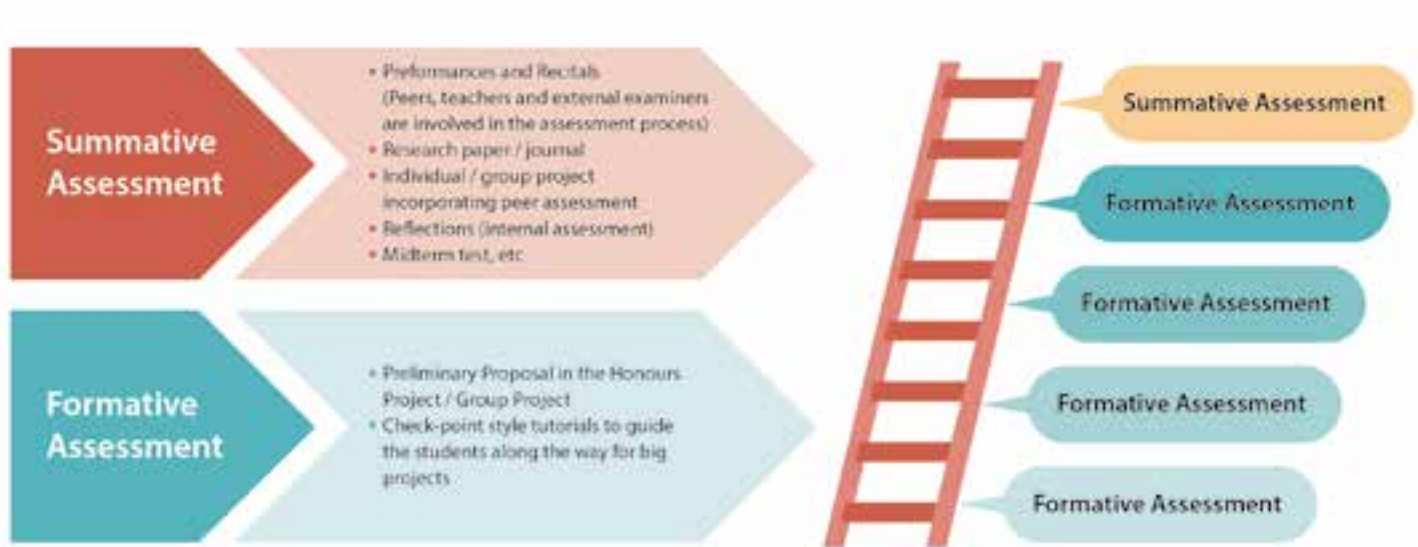 Summative
Assessment
• Preformances and Recitals
(Peers, teachers and external examiners
are involved in the assessment process)
• Research paper / journal
• Individual / group project
incorporating peer assessment
• Reflections (internal assessment)
• Midterm test, etc
Formative
Assessment
• Preliminary Proposal in the Honours
Project / Group Project
• Check-point style tutorials to guide
the students along the way for big
projects
Summative Assessment
Formative Assessment
Formative Assessment
Formative Assessment
Formative Assessment